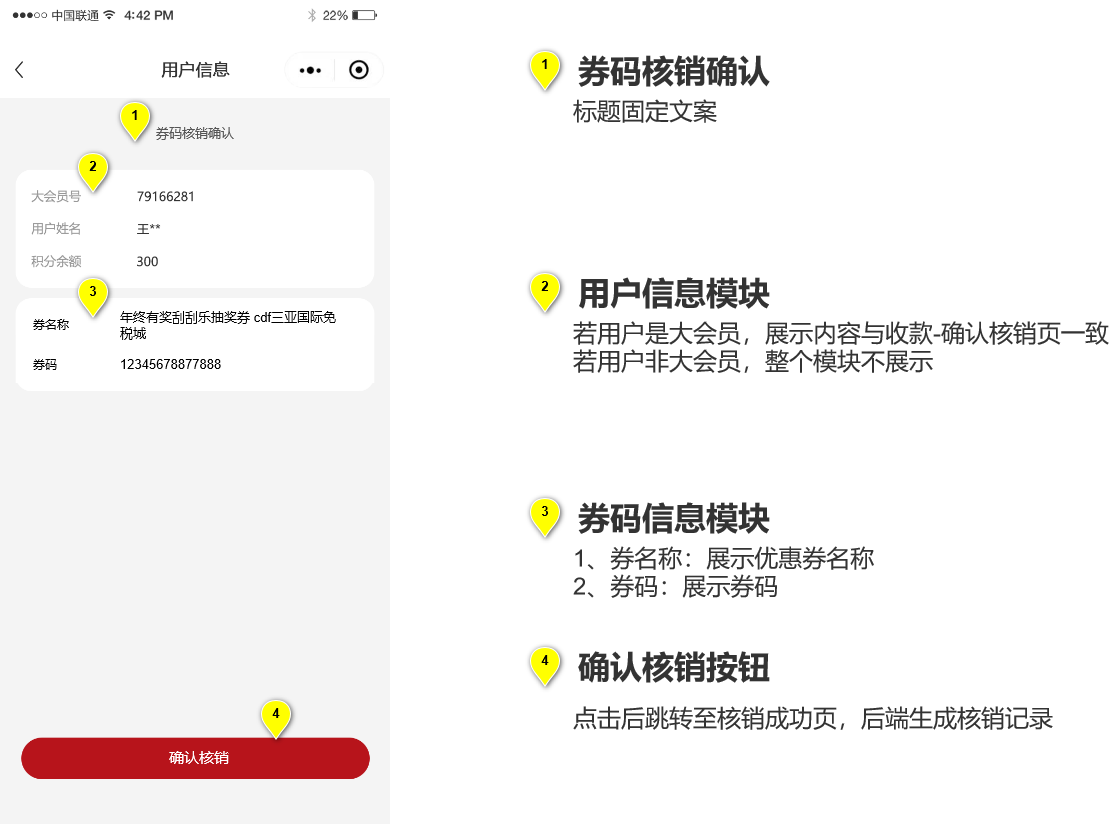 中国联通 4:42 PM 22%
用户信息
1
券码核销确认
2
大会员号 79166281
用户姓名 王**
积分余额 300
3
券名称 年终有奖刮刮乐抽奖券 cdf三亚国际免
税城
券码 12345678877888
4
确认核销
1 券码核销确认
标题固定文案
2 用户信息模块
若用户是大会员，展示内容与收款-确认核销页一致
若用户非大会员，整个模块不展示
3 券码信息模块
1、券名称：展示优惠券名称
2、券码：展示券码
4 确认核销按钮
点击后跳转至核销成功页，后端生成核销记录